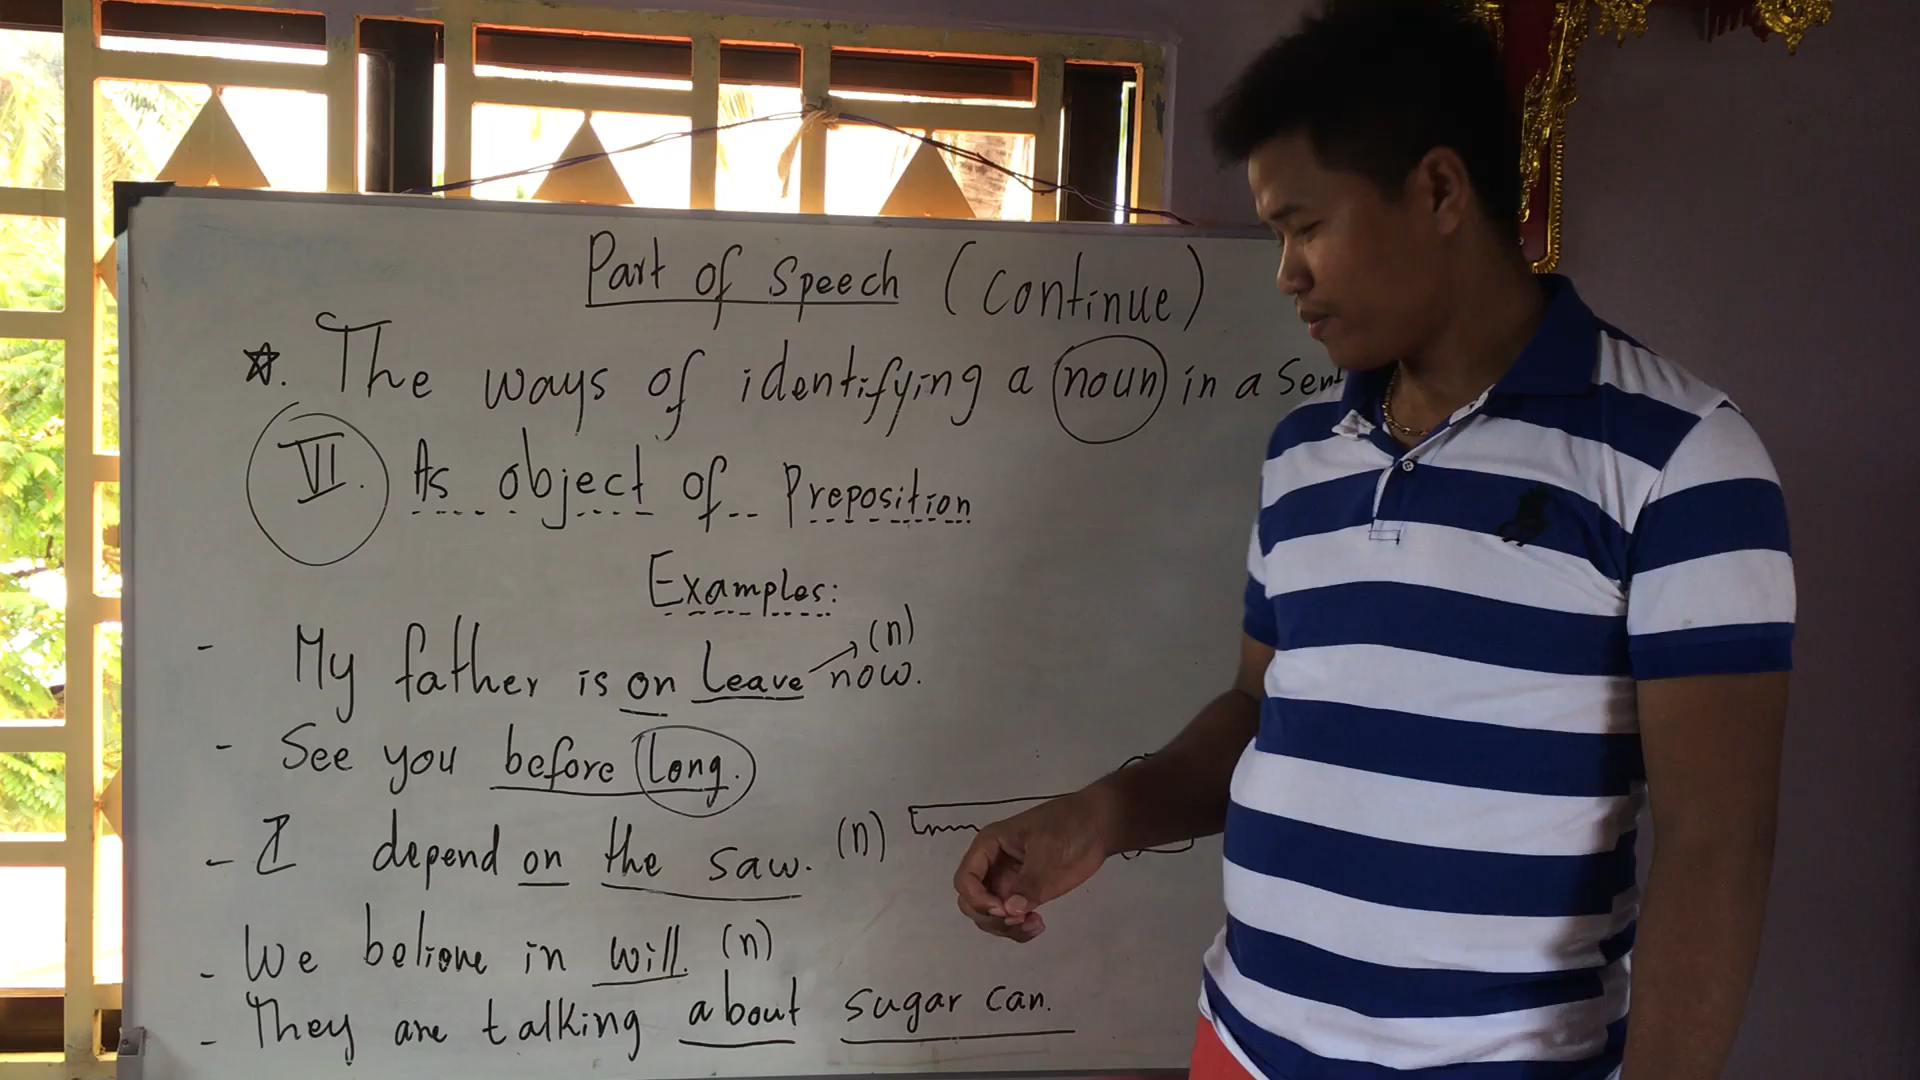 Part of Speech (Continue)
☆. The ways of identifying a noun in a Sent
VI. As object of Preposition
Examples:
- My father is on Leave → (n) now.
- See you before Long.
- I depend on the saw. (n)
- We belione in will. (n)
- They are talking about sugar can.